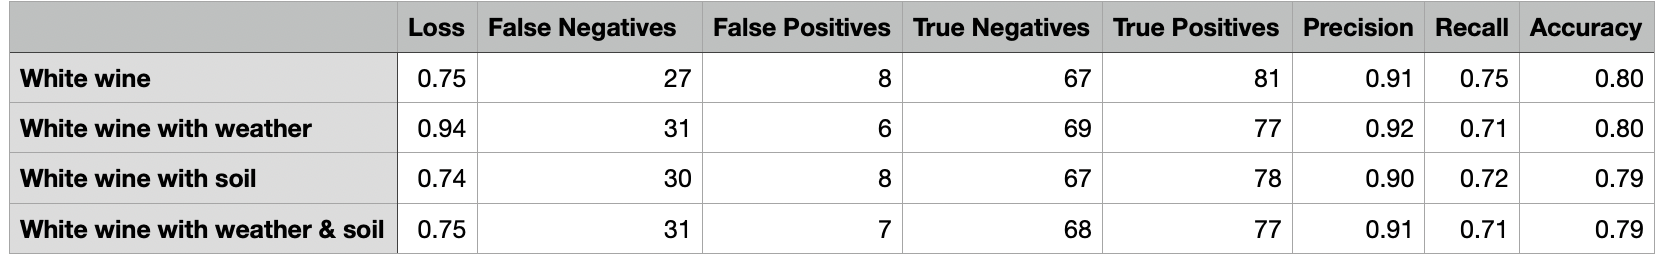 Loss False Negatives False Positives True Negatives True Positives Precision Recall Accuracy
White wine 0.75 27 8 67 81 0.91 0.75 0.80
White wine with weather 0.94 31 6 69 77 0.92 0.71 0.80
White wine with soil 0.74 30 8 67 78 0.90 0.72 0.79
White wine with weather & soil 0.75 31 7 68 77 0.91 0.71 0.79